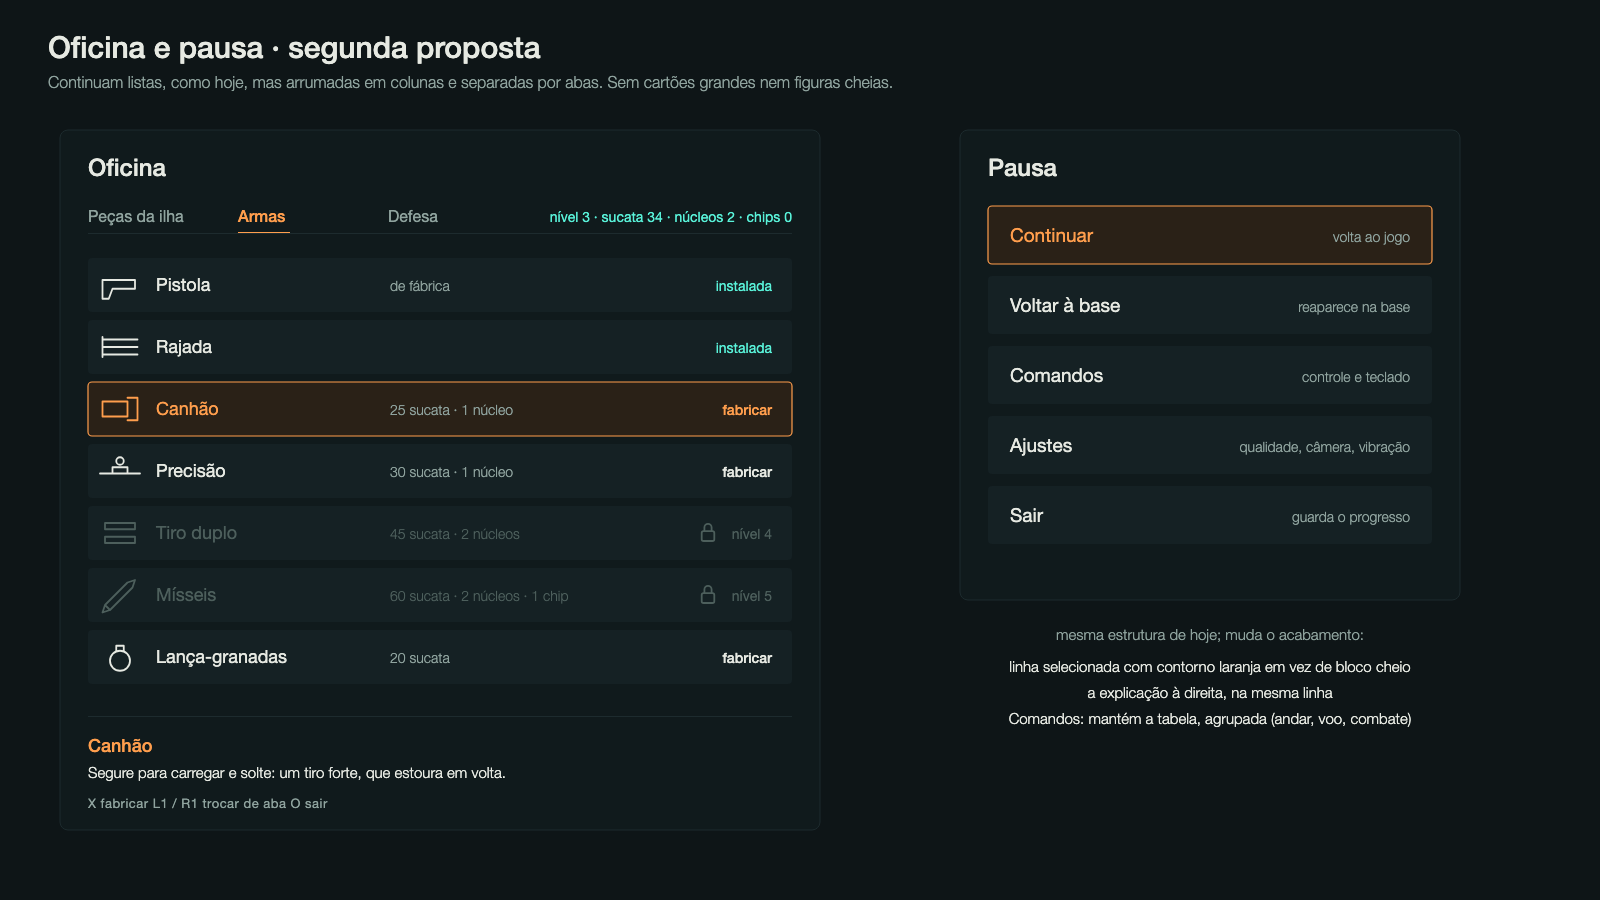 Oficina e pausa · segunda proposta
Continuam listas, como hoje, mas arrumadas em colunas e separadas por abas. Sem cartões grandes nem figuras cheias.
Oficina
Peças da ilha Armas Defesa nível 3 · sucata 34 · núcleos 2 · chips 0
Pistola de fábrica instalada
Rajada instalada
Canhão 25 sucata · 1 núcleo fabricar
Precisão 30 sucata · 1 núcleo fabricar
Tiro duplo 45 sucata · 2 núcleos nível 4
Mísseis 60 sucata · 2 núcleos · 1 chip nível 5
Lança-granadas 20 sucata fabricar
Canhão
Segure para carregar e solte: um tiro forte, que estoura em volta.
X fabricar L1 / R1 trocar de aba O sair
Pausa
Continuar volta ao jogo
Voltar à base reaparece na base
Comandos controle e teclado
Ajustes qualidade, câmera, vibração
Sair guarda o progresso
mesma estrutura de hoje; muda o acabamento:
linha selecionada com contorno laranja em vez de bloco cheio
a explicação à direita, na mesma linha
Comandos: mantém a tabela, agrupada (andar, voo, combate)